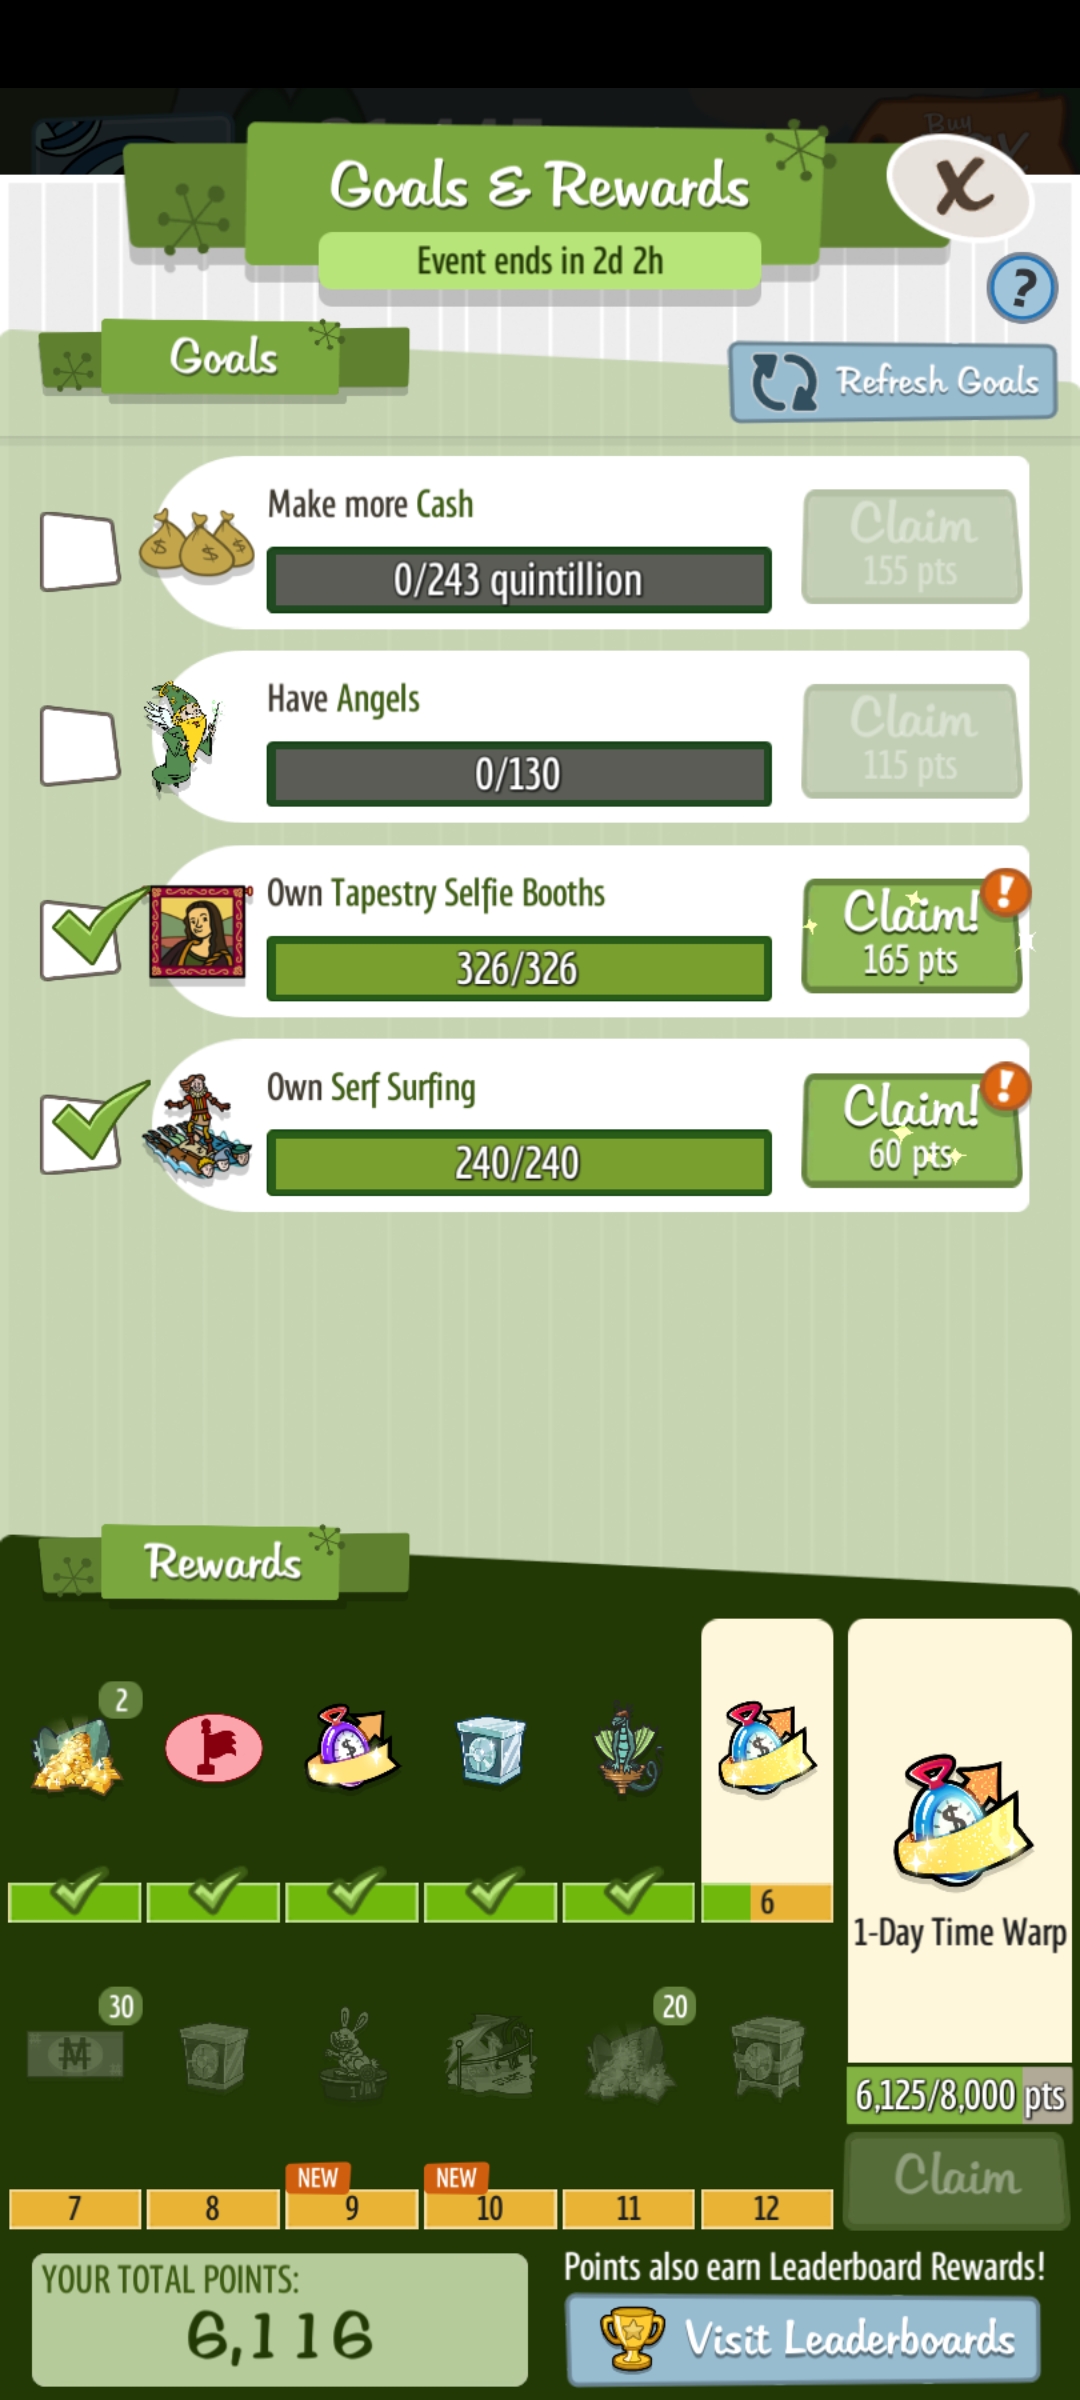 Buy
Goals & Rewards
X
Event ends in 2d 2h
?
Goals
Refresh Goals
Make more Cash
0/243 quintillion
Claim
155 pts
Have Angels
0/130
Claim
115 pts
Own Tapestry Selfie Booths
326/326
Claim!
165 pts
!
Own Serf Surfing
240/240
Claim!
60 pts
!
Rewards
2
6
1-Day Time Warp
30
20
6,125/8,000 pts
NEW
NEW
7
8
9
10
11
12
Claim
YOUR TOTAL POINTS:
6,116
Points also earn Leaderboard Rewards!
Visit Leaderboards